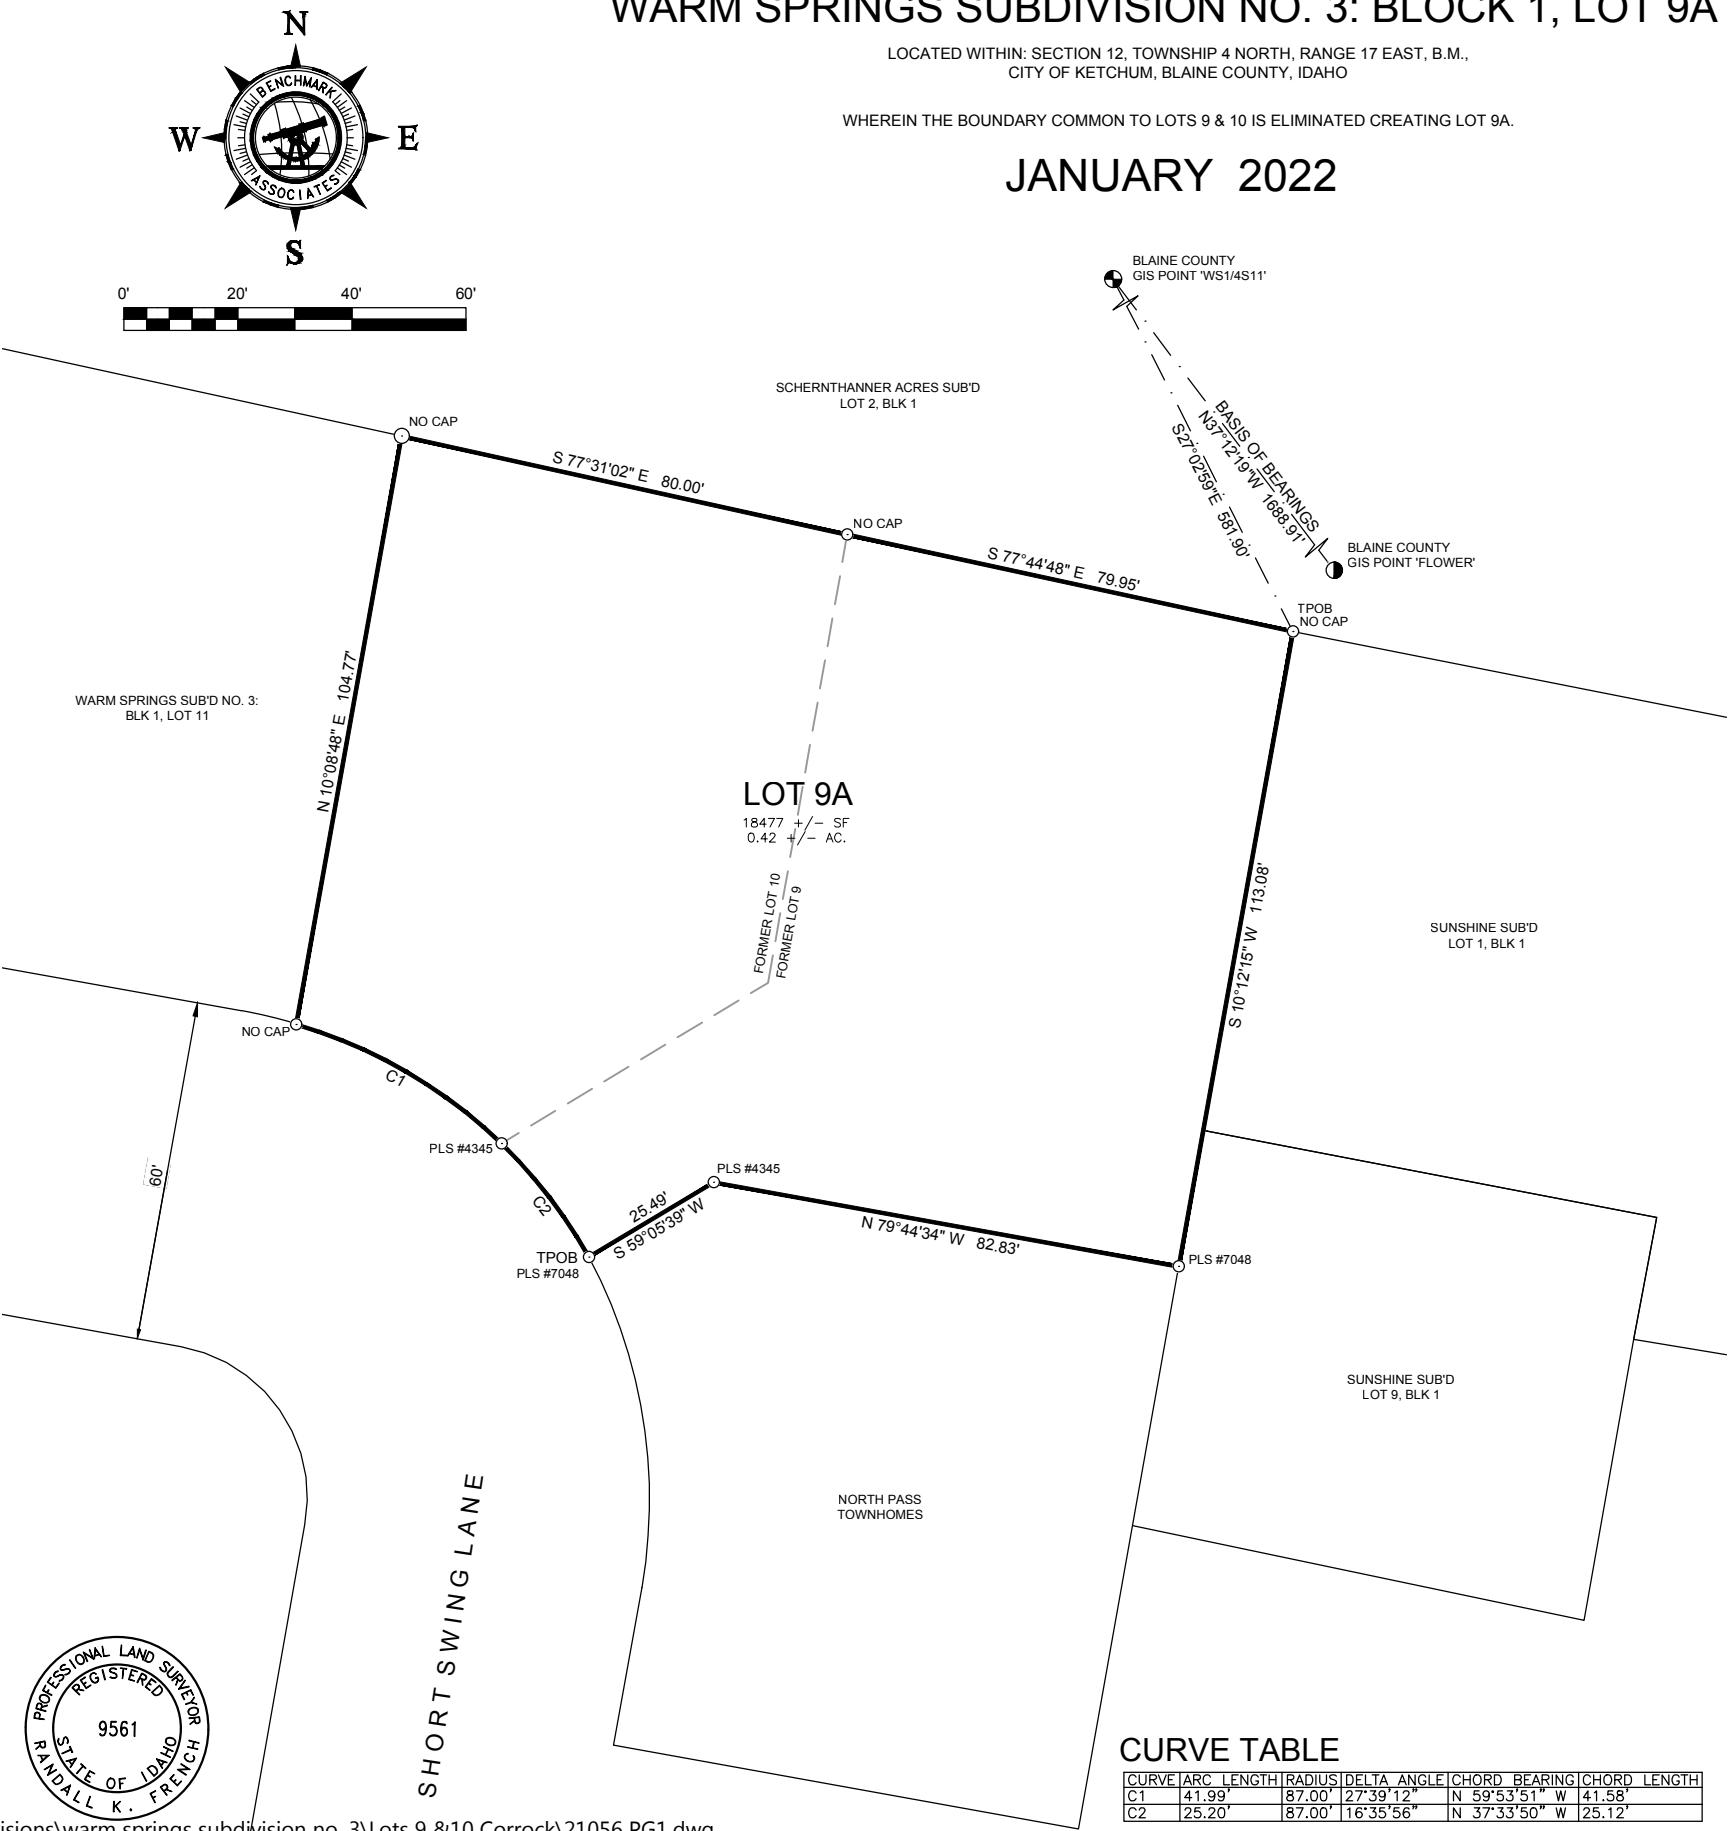 WARM SPRINGS SUBDIVISION NO. 3: BLOCK 1, LOT 9A
LOCATED WITHIN: SECTION 12, TOWNSHIP 4 NORTH, RANGE 17 EAST, B.M.,
CITY OF KETCHUM, BLAINE COUNTY, IDAHO
WHEREIN THE BOUNDARY COMMON TO LOTS 9 & 10 IS ELIMINATED CREATING LOT 9A.
JANUARY 2022
N
W
E
S
BENCHMARK
ASSOCIATES
0' 20' 40' 60'
BLAINE COUNTY
GIS POINT 'WS1/4S11'
SCHERNTHANNER ACRES SUB'D
LOT 2, BLK 1
BASIS OF BEARINGS
N37°12'19"W 1688.91'
S27°02'59"E 581.90'
BLAINE COUNTY
GIS POINT 'FLOWER'
NO CAP
S 77°31'02" E 80.00'
NO CAP
S 77°44'48" E 79.95'
TPOB
NO CAP
WARM SPRINGS SUB'D NO. 3:
BLK 1, LOT 11
N 10°08'48" E 104.77'
LOT 9A
18477 +/- SF
0.42 +/- AC.
FORMER LOT 10
FORMER LOT 9
S 10°12'15" W 113.08'
SUNSHINE SUB'D
LOT 1, BLK 1
NO CAP
C1
PLS #4345
60'
C2
PLS #4345
25.49'
S 59°05'39" W
N 79°44'34" W 82.83'
TPOB
PLS #7048
PLS #7048
SUNSHINE SUB'D
LOT 9, BLK 1
NORTH PASS
TOWNHOMES
SHORT SWING LANE
PROFESSIONAL LAND SURVEYOR
REGISTERED
9561
STATE OF IDAHO
RANDALL K. FRENCH
CURVE TABLE
CURVE ARC LENGTH RADIUS DELTA ANGLE CHORD BEARING CHORD LENGTH
C1 41.99' 87.00' 27°39'12" N 59°53'51" W 41.58'
C2 25.20' 87.00' 16°35'56" N 37°33'50" W 25.12'
isions\warm springs subdivision no. 3\Lots 9 &10 Corrock\21056 PG1.dwg